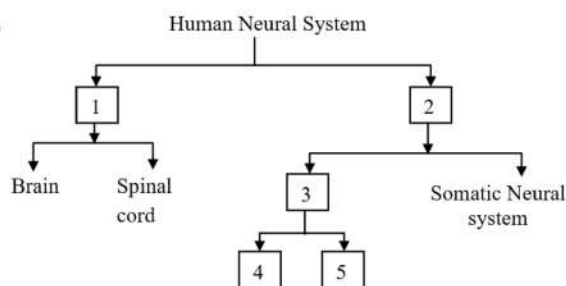 Human Neural System
1
2
Brain
Spinal
cord
3
Somatic Neural
system
4
5